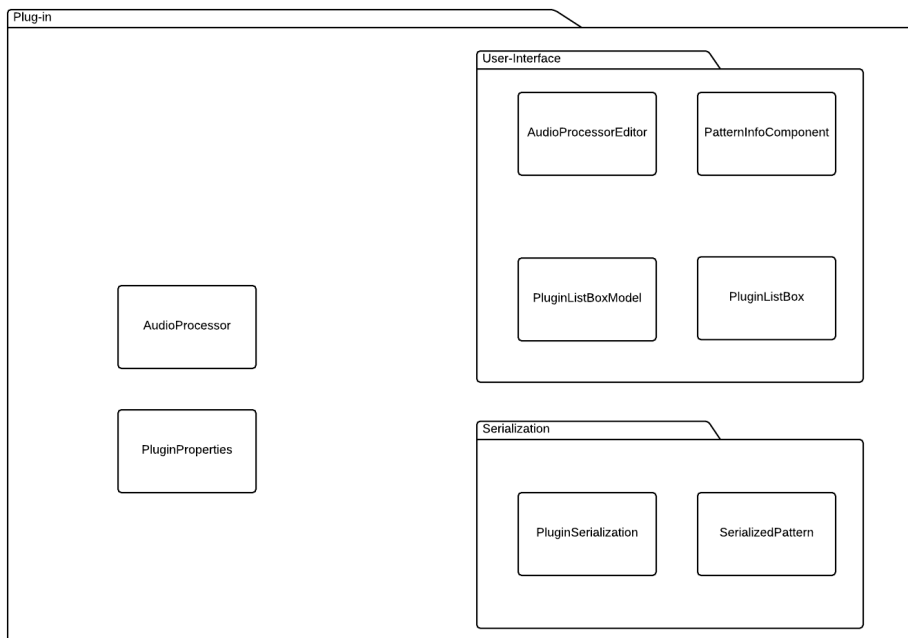 Plug-in
User-Interface
AudioProcessorEditor
PatternInfoComponent
PluginListBoxModel
PluginListBox
AudioProcessor
PluginProperties
Serialization
PluginSerialization
SerializedPattern